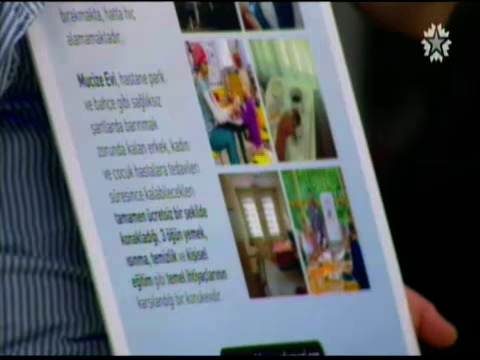 bırakmakta, hatta hiç
alamamaktadır.
Mucize Evi, hastane park
ve bahçe gibi sağlıksız
şartlarda barınmak
zorunda kalan erkek, kadın
ve çocuk hastalara tedavileri
süresince kalabilecekleri
tamamen ücretsiz bir şekilde
konakladığı, 3 öğün yemek,
ısınma, temizlik ve kişisel
eğitim gibi temel ihtiyaçlarının
karşılandığı bir konukevidir.